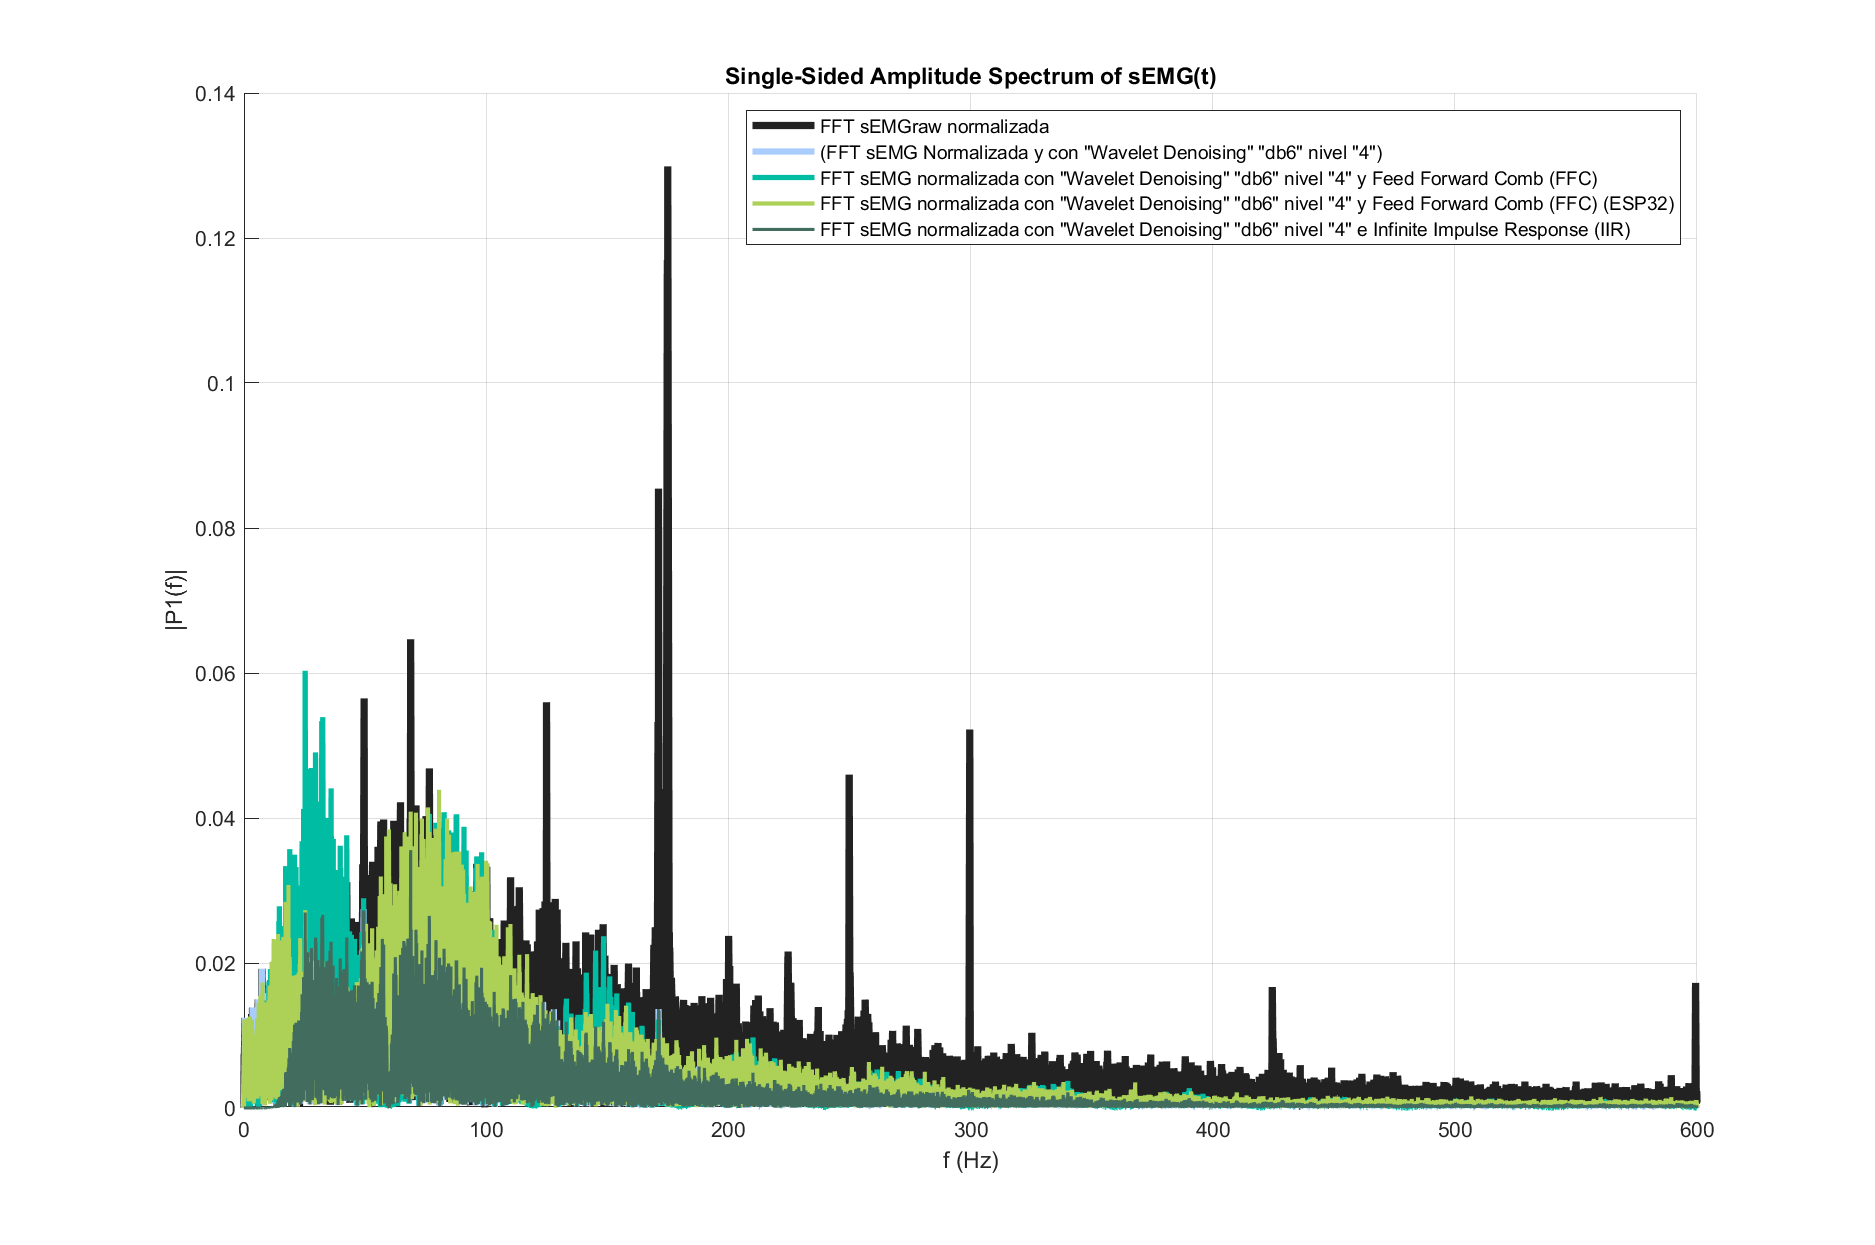 Single-Sided Amplitude Spectrum of sEMG(t)
FFT sEMGraw normalizada
(FFT sEMG Normalizada y con "Wavelet Denoising" "db6" nivel "4")
FFT sEMG normalizada con "Wavelet Denoising" "db6" nivel "4" y Feed Forward Comb (FFC)
FFT sEMG normalizada con "Wavelet Denoising" "db6" nivel "4" y Feed Forward Comb (FFC) (ESP32)
FFT sEMG normalizada con "Wavelet Denoising" "db6" nivel "4" e Infinite Impulse Response (IIR)
0.14
0.12
0.1
0.08
0.06
0.04
0.02
0
|P1(f)|
0 100 200 300 400 500 600
f (Hz)